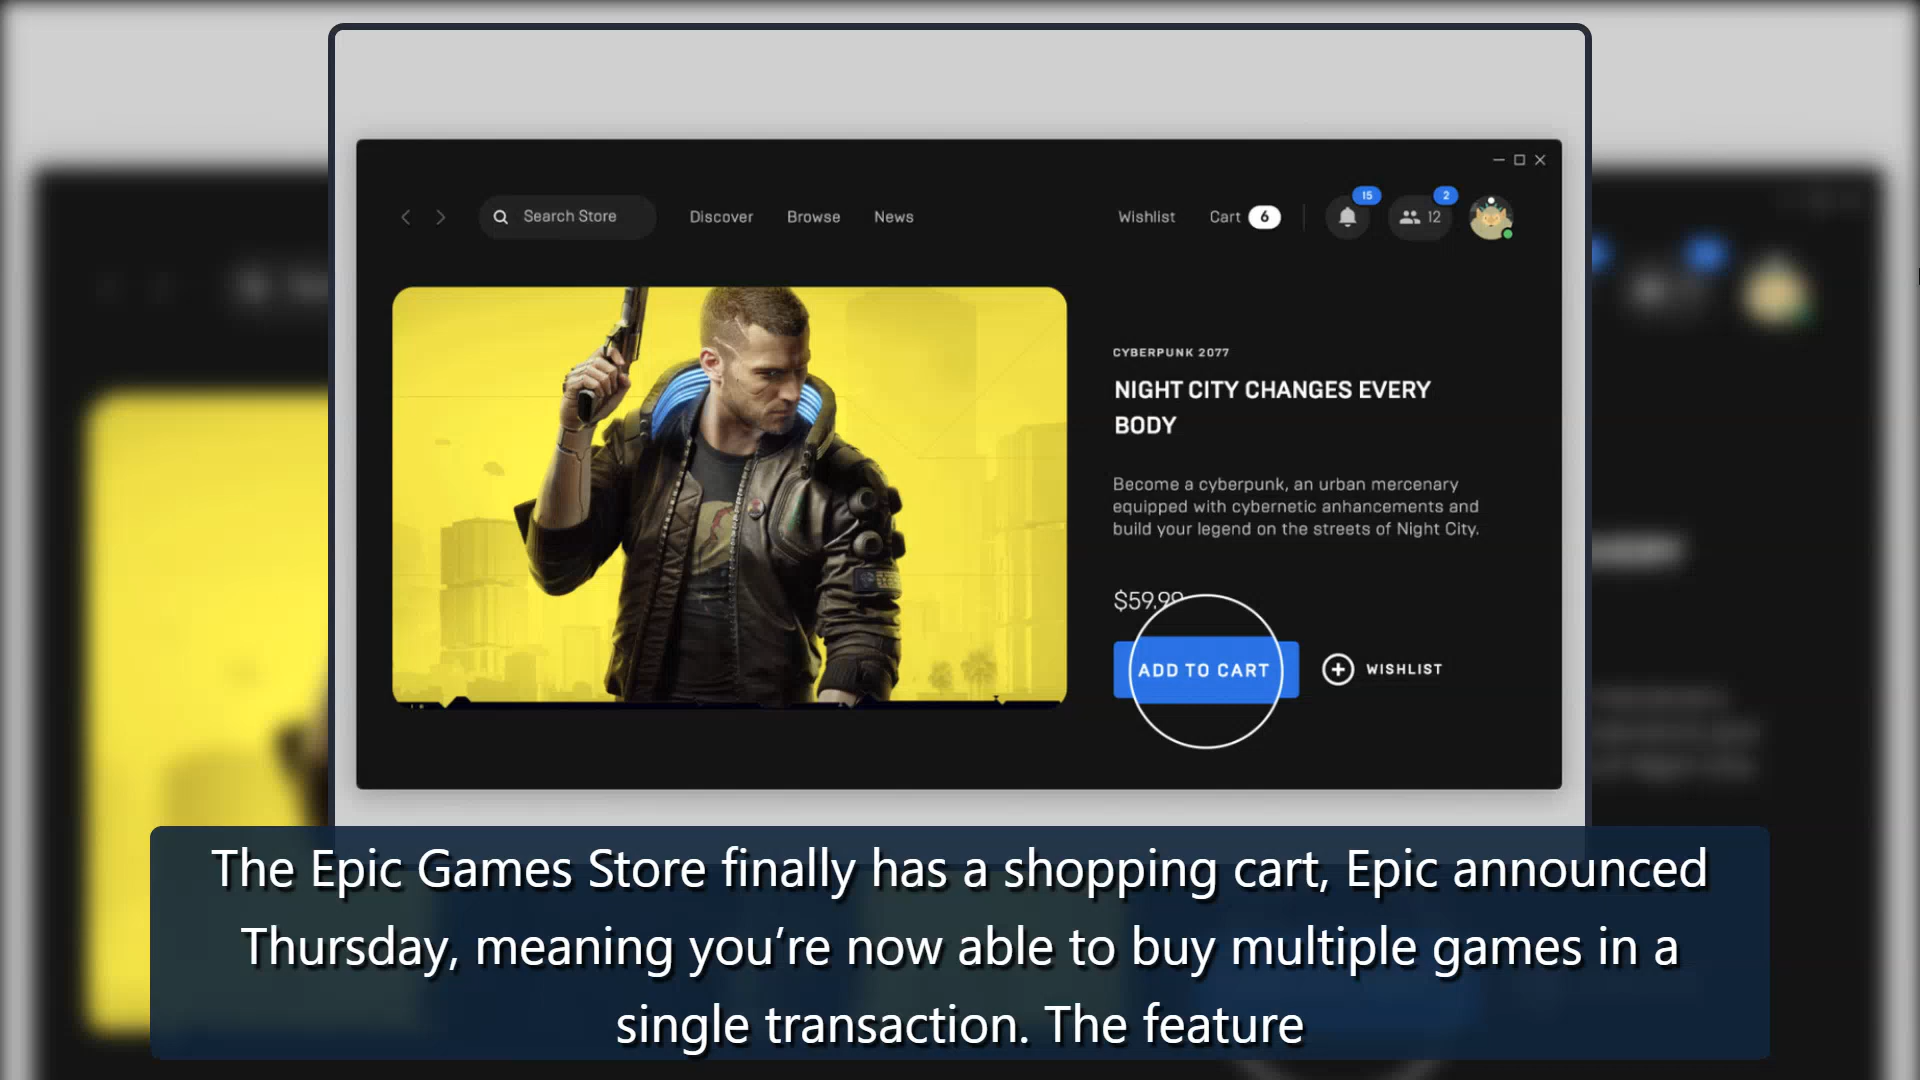 Search Store
Discover
Browse
News
Wishlist
Cart 6
15
2
12
CYBERPUNK 2077
NIGHT CITY CHANGES EVERY
BODY
Become a cyberpunk, an urban mercenary
equipped with cybernetic anhancements and
build your legend on the streets of Night City.
$59.99
ADD TO CART
WISHLIST
The Epic Games Store finally has a shopping cart, Epic announced
Thursday, meaning you’re now able to buy multiple games in a
single transaction. The feature